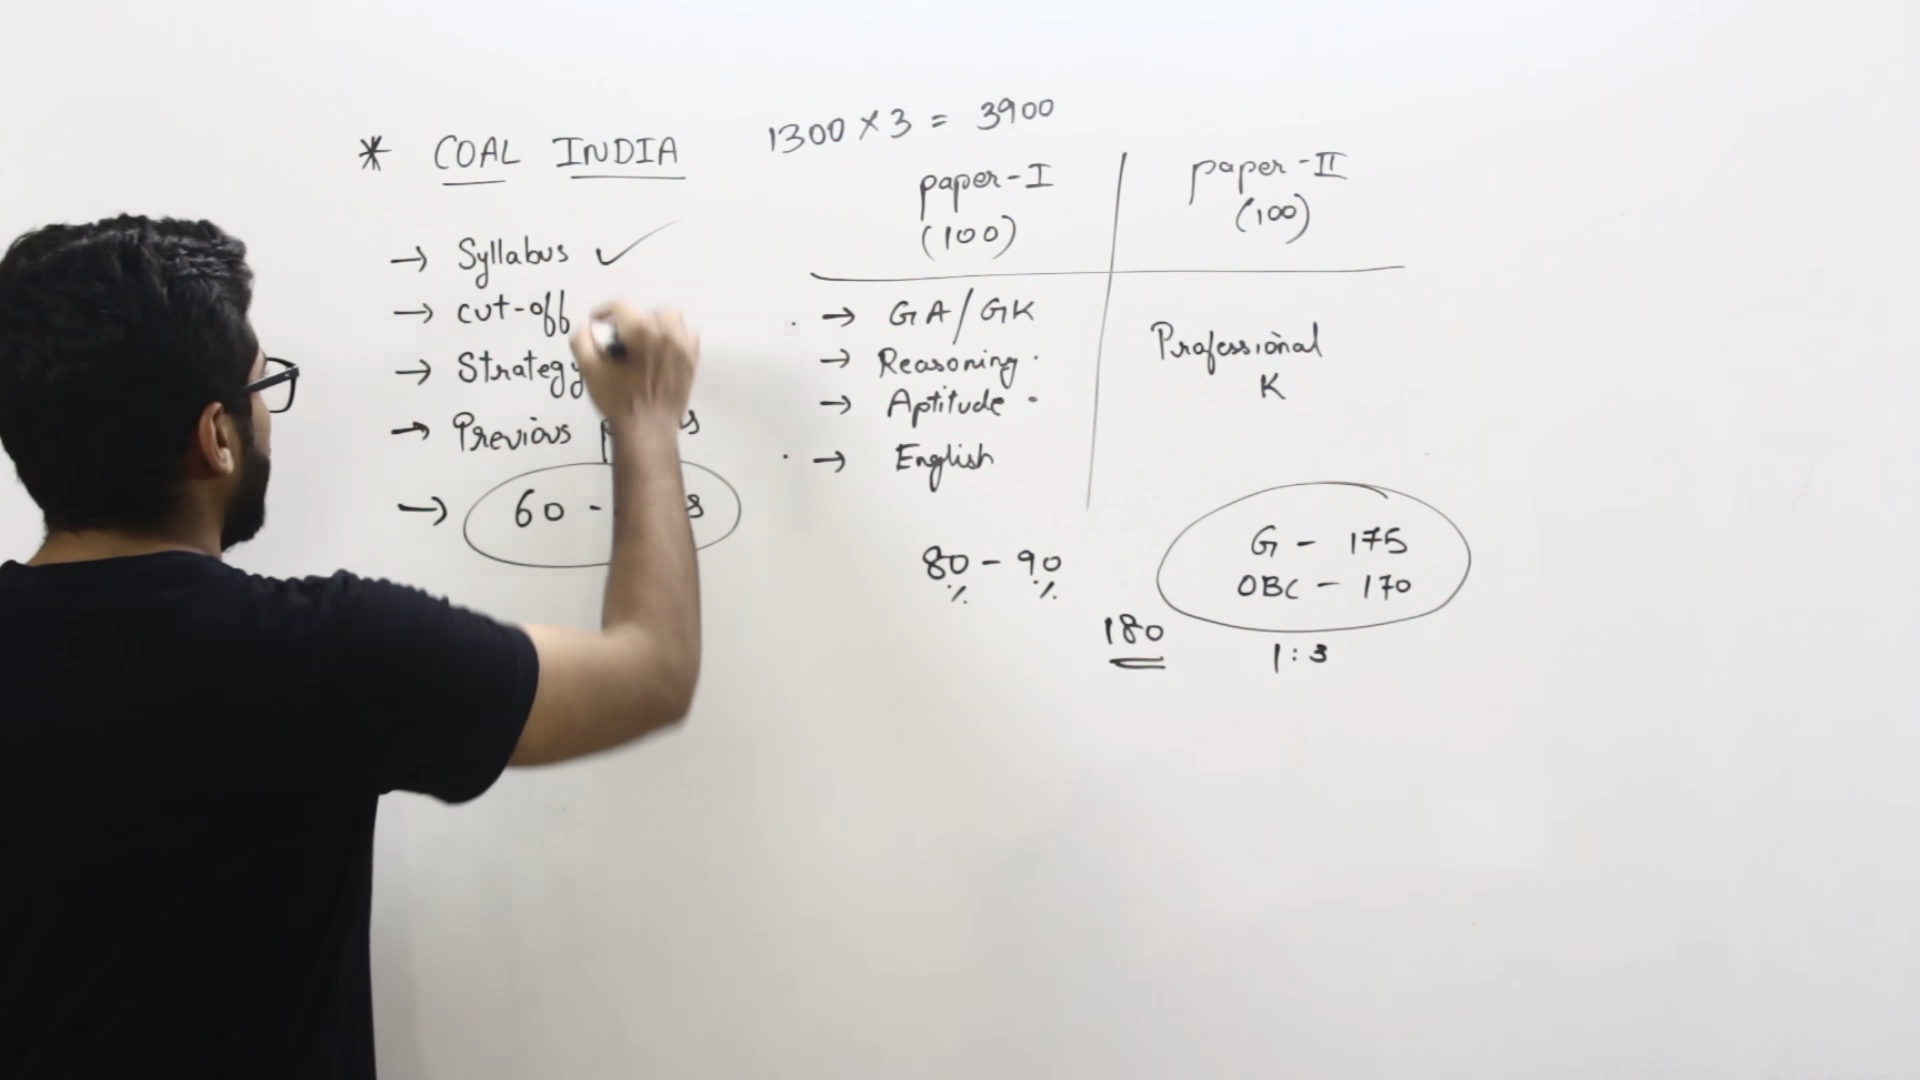 * COAL INDIA
→ Syllabus ✓
→ cut-off
→ Strategy
→ Previous
→ 60 -
1300 × 3 = 3900
paper-I
(100)
→ GA/GK
→ Reasoning
→ Aptitude
→ English
paper-II
(100)
Professional
K
80 - 90
% %
180
G - 175
OBC - 170
1:3